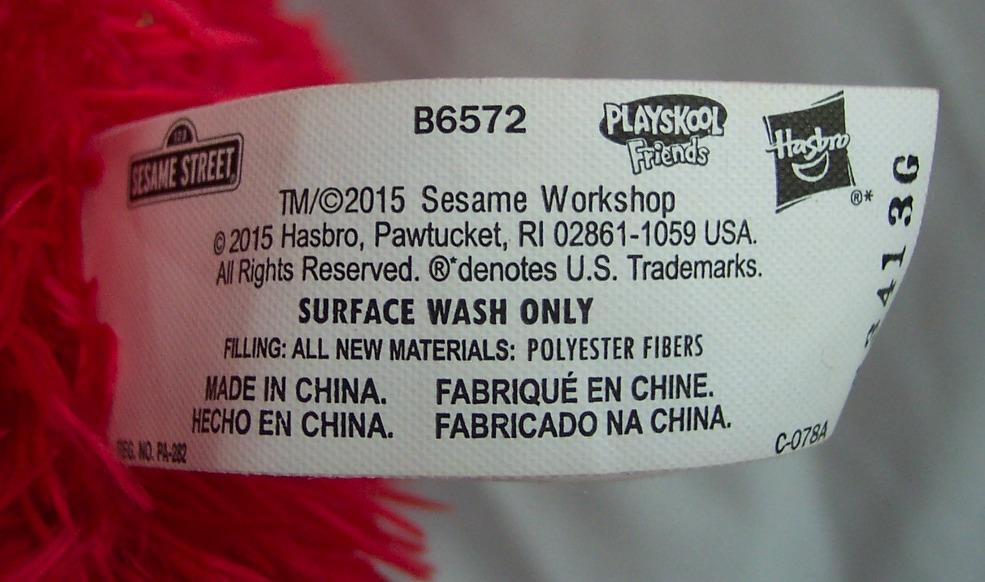 B6572
SESAME STREET
PLAYSKOOL
Friends
Hasbro
®*
TM/©2015 Sesame Workshop
©2015 Hasbro, Pawtucket, RI 02861-1059 USA.
All Rights Reserved. ®*denotes U.S. Trademarks.
SURFACE WASH ONLY
FILLING: ALL NEW MATERIALS: POLYESTER FIBERS
MADE IN CHINA. FABRIQUÉ EN CHINE.
HECHO EN CHINA. FABRICADO NA CHINA.
REG. NO. PA-282
C-078A